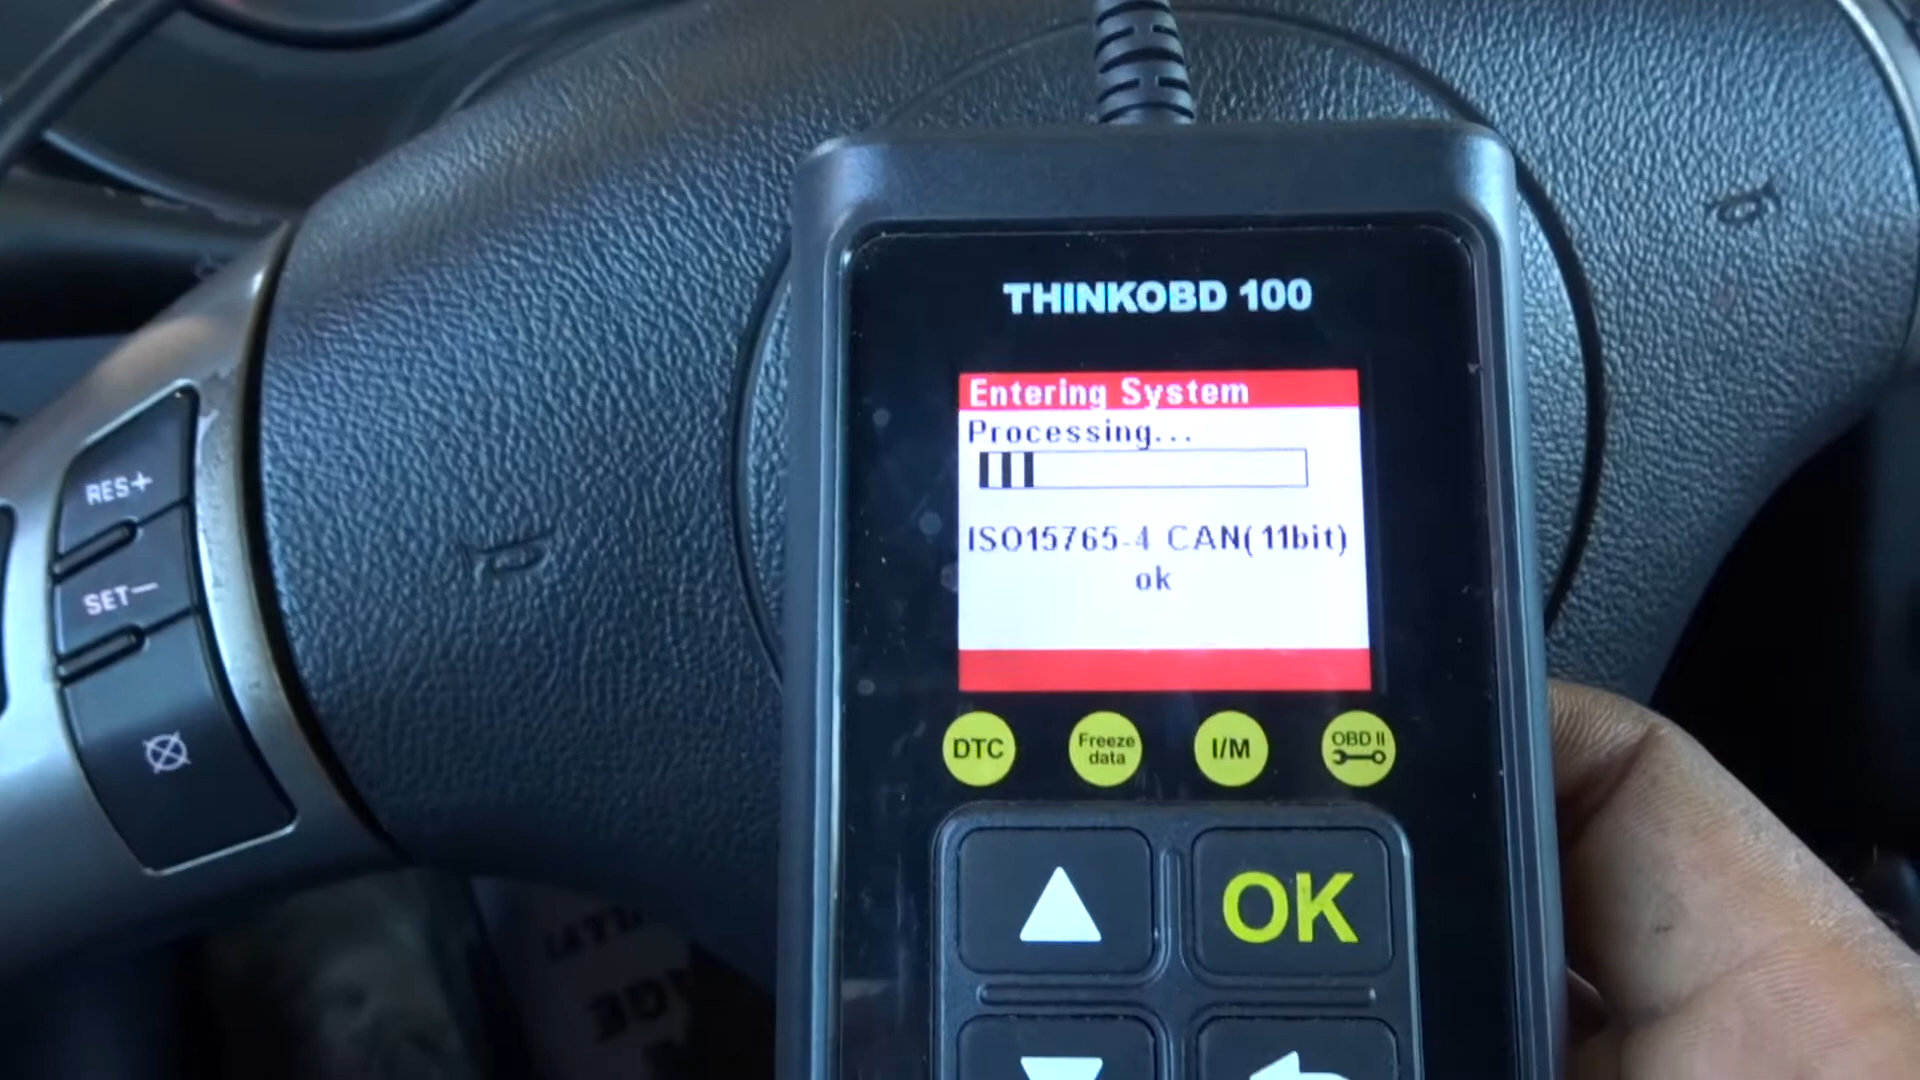 THINKOBD 100
Entering System
Processing...
ISO15765-4 CAN(11bit)
ok
DTC
Freeze
data
I/M
OBD II
OK
RES+
SET-